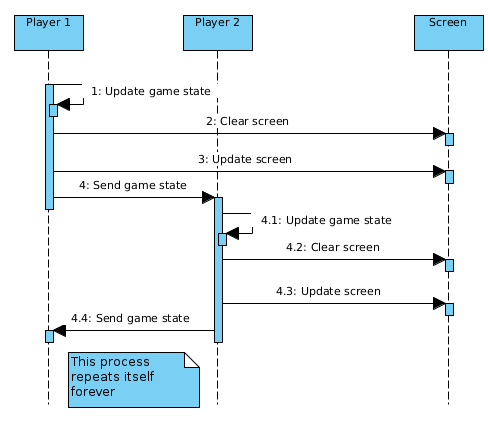 Player 1
Player 2
Screen
1: Update game state
2: Clear screen
3: Update screen
4: Send game state
4.1: Update game state
4.2: Clear screen
4.3: Update screen
4.4: Send game state
This process
repeats itself
forever